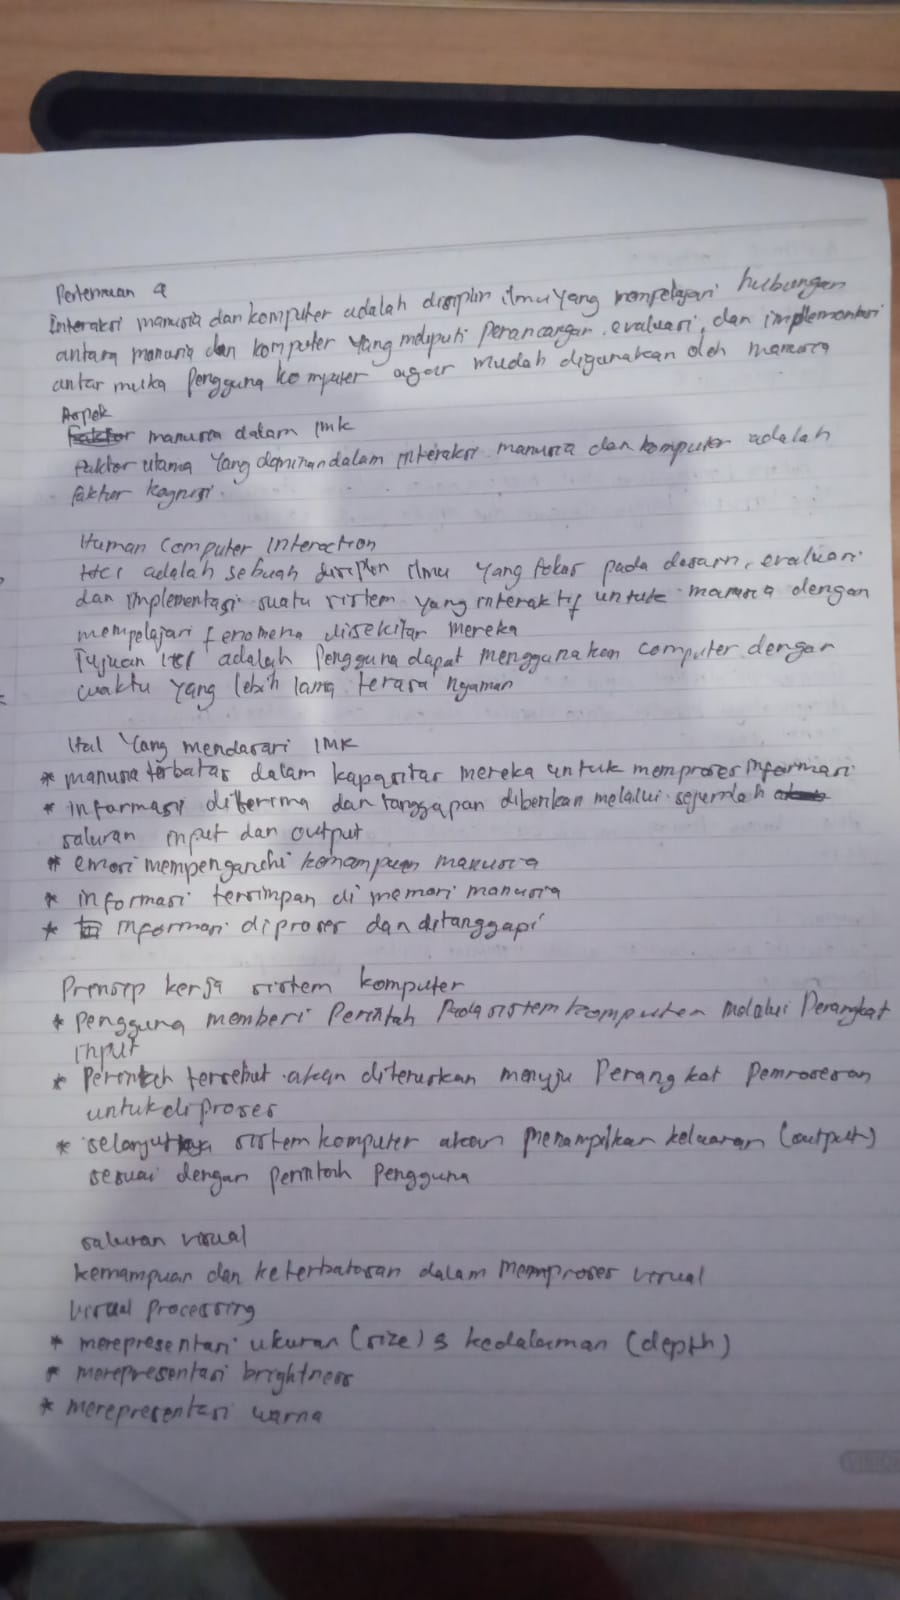 Pertemuan 4
Interaksi manusia dan komputer adalah disiplin ilmu yang mempelajari hubungan
antara manusia dan komputer yang meliputi perancangan, evaluasi, dan implementasi
antar muka pengguna komputer agar mudah digunakan oleh manusia
Aspek
manusia dalam IMK
faktor utama yang dominan dalam interaksi manusia dan komputer adalah
faktor kognisi.
Human Computer Interaction
HCI adalah sebuah disiplin ilmu yang fokus pada desain, evaluasi
dan implementasi suatu sistem yang interaktif untuk manusia dengan
mempelajari fenomena disekitar mereka
Tujuan HCI adalah pengguna dapat menggunakan computer dengan
waktu yang lebih lama terasa nyaman
Hal yang mendasari IMK
* manusia terbatas dalam kapasitas mereka untuk memproses informasi
* informasi diterima dan tanggapan diberikan melalui sejumlah
saluran input dan output
* emosi mempengaruhi kemampuan manusia
* informasi tersimpan di memori manusia
* informasi diproses dan ditanggapi
Prinsip kerja sistem komputer
* pengguna memberi perintah pada sistem komputer melalui perangkat
input
* perintah tersebut akan diteruskan menuju perangkat pemrosesan
untuk diproses
* selanjutnya sistem komputer akan menampilkan keluaran (output)
sesuai dengan perintah pengguna
saluran visual
kemampuan dan keterbatasan dalam memproses visual
visual processing
* merepresentasi ukuran (size) & kedalaman (depth)
* merepresentasi brightness
* merepresentasi warna